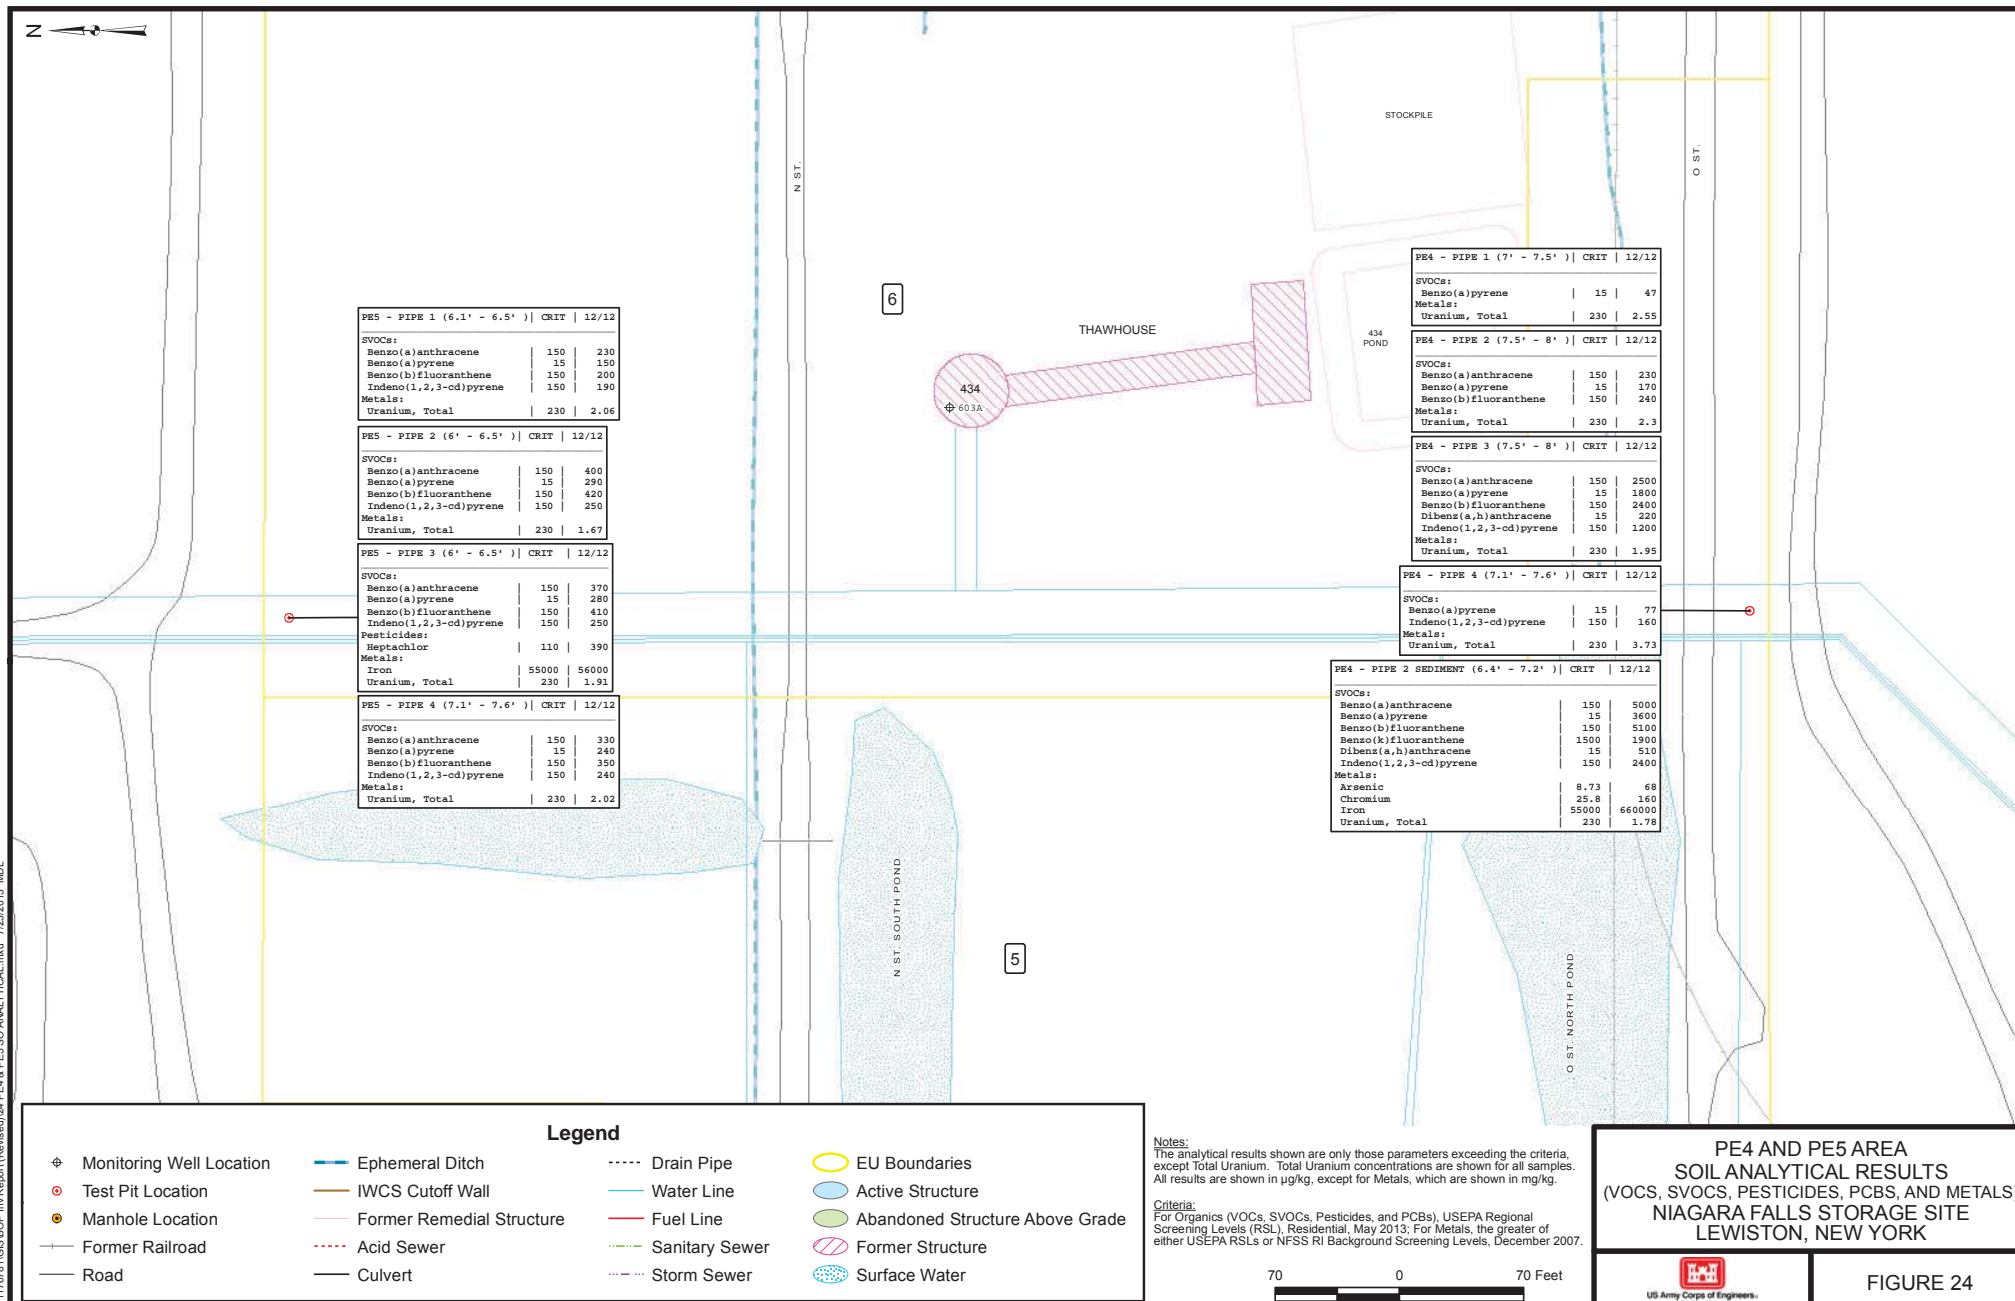 N
N ST.
O ST.
STOCKPILE
6
THAWHOUSE
434
POND
434
603A
PE5 - PIPE 1 (6.1' - 6.5' )| CRIT | 12/12
SVOCs:
Benzo(a)anthracene | 150 | 230
Benzo(a)pyrene | 15 | 150
Benzo(b)fluoranthene | 150 | 200
Indeno(1,2,3-cd)pyrene | 150 | 190
Metals:
Uranium, Total | 230 | 2.06
PE5 - PIPE 2 (6' - 6.5' )| CRIT | 12/12
SVOCs:
Benzo(a)anthracene | 150 | 400
Benzo(a)pyrene | 15 | 290
Benzo(b)fluoranthene | 150 | 420
Indeno(1,2,3-cd)pyrene | 150 | 250
Metals:
Uranium, Total | 230 | 1.67
PE5 - PIPE 3 (6' - 6.5' )| CRIT | 12/12
SVOCs:
Benzo(a)anthracene | 150 | 370
Benzo(a)pyrene | 15 | 280
Benzo(b)fluoranthene | 150 | 410
Indeno(1,2,3-cd)pyrene | 150 | 250
Pesticides:
Heptachlor | 110 | 390
Metals:
Iron | 55000 | 56000
Uranium, Total | 230 | 1.91
PE5 - PIPE 4 (7.1' - 7.6' )| CRIT | 12/12
SVOCs:
Benzo(a)anthracene | 150 | 330
Benzo(a)pyrene | 15 | 240
Benzo(b)fluoranthene | 150 | 350
Indeno(1,2,3-cd)pyrene | 150 | 240
Metals:
Uranium, Total | 230 | 2.02
PE4 - PIPE 1 (7' - 7.5' )| CRIT | 12/12
SVOCs:
Benzo(a)pyrene | 15 | 47
Metals:
Uranium, Total | 230 | 2.55
PE4 - PIPE 2 (7.5' - 8' )| CRIT | 12/12
SVOCs:
Benzo(a)anthracene | 150 | 230
Benzo(a)pyrene | 15 | 170
Benzo(b)fluoranthene | 150 | 240
Metals:
Uranium, Total | 230 | 2.3
PE4 - PIPE 3 (7.5' - 8' )| CRIT | 12/12
SVOCs:
Benzo(a)anthracene | 150 | 2500
Benzo(a)pyrene | 15 | 1800
Benzo(b)fluoranthene | 150 | 2400
Dibenz(a,h)anthracene | 15 | 220
Indeno(1,2,3-cd)pyrene | 150 | 1200
Metals:
Uranium, Total | 230 | 1.95
PE4 - PIPE 4 (7.1' - 7.6' )| CRIT | 12/12
SVOCs:
Benzo(a)pyrene | 15 | 77
Indeno(1,2,3-cd)pyrene | 150 | 160
Metals:
Uranium, Total | 230 | 3.73
PE4 - PIPE 2 SEDIMENT (6.4' - 7.2' )| CRIT | 12/12
SVOCs:
Benzo(a)anthracene | 150 | 5000
Benzo(a)pyrene | 15 | 3600
Benzo(b)fluoranthene | 150 | 5100
Benzo(k)fluoranthene | 1500 | 1900
Dibenz(a,h)anthracene | 15 | 510
Indeno(1,2,3-cd)pyrene | 150 | 2400
Metals:
Arsenic | 8.73 | 68
Chromium | 25.8 | 160
Iron | 55000 | 660000
Uranium, Total | 230 | 1.78
N ST. SOUTH POND
5
O ST. NORTH POND
Legend
Monitoring Well Location
Test Pit Location
Manhole Location
Former Railroad
Road
Ephemeral Ditch
IWCS Cutoff Wall
Former Remedial Structure
Acid Sewer
Culvert
Drain Pipe
Water Line
Fuel Line
Sanitary Sewer
Storm Sewer
EU Boundaries
Active Structure
Abandoned Structure Above Grade
Former Structure
Surface Water
Notes:
The analytical results shown are only those parameters exceeding the criteria,
except Total Uranium. Total Uranium concentrations are shown for all samples.
All results are shown in µg/kg, except for Metals, which are shown in mg/kg.
Criteria:
For Organics (VOCs, SVOCs, Pesticides, and PCBs), USEPA Regional
Screening Levels (RSL), Residential, May 2013; For Metals, the greater of
either USEPA RSLs or NFSS RI Background Screening Levels, December 2007.
70 0 70 Feet
PE4 AND PE5 AREA
SOIL ANALYTICAL RESULTS
(VOCS, SVOCS, PESTICIDES, PCBS, AND METALS)
NIAGARA FALLS STORAGE SITE
LEWISTON, NEW YORK
US Army Corps of Engineers®
FIGURE 24